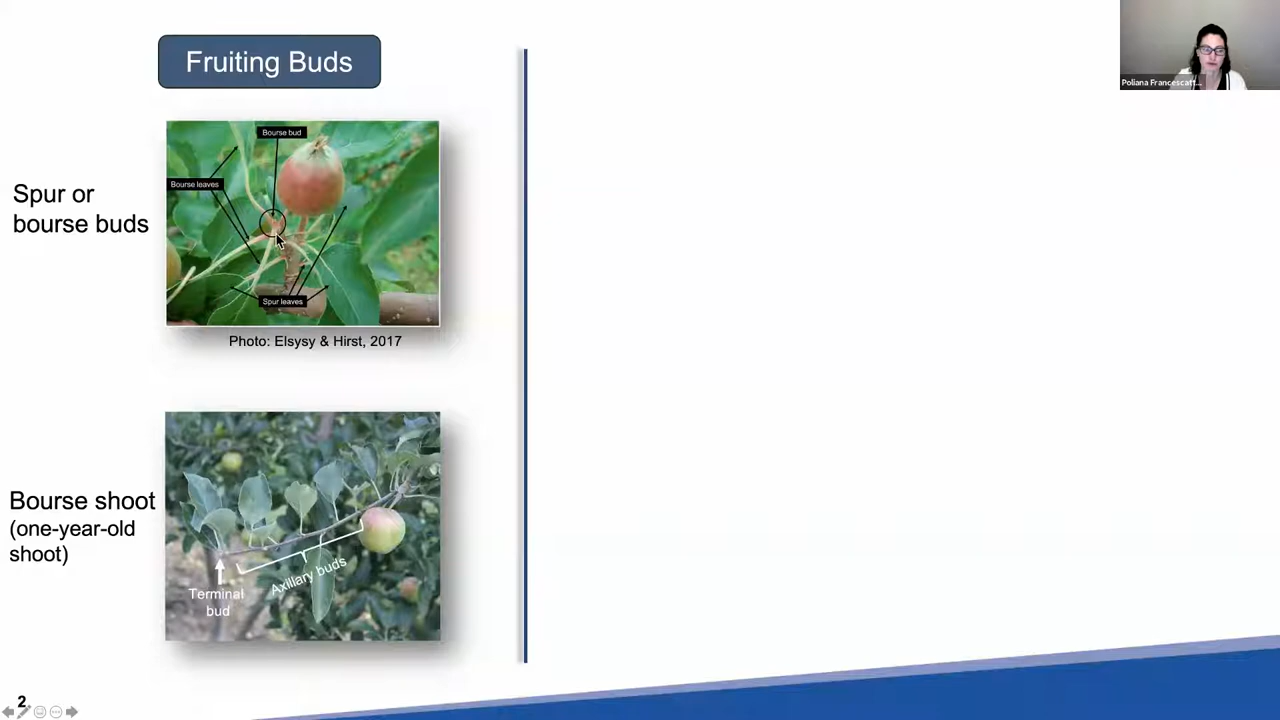 Fruiting Buds
Poliana Francescatt...
Spur or
bourse buds
Bourse bud
Bourse leaves
Spur leaves
Photo: Elsysy & Hirst, 2017
Bourse shoot
(one-year-old
shoot)
Axillary buds
Terminal
bud
2